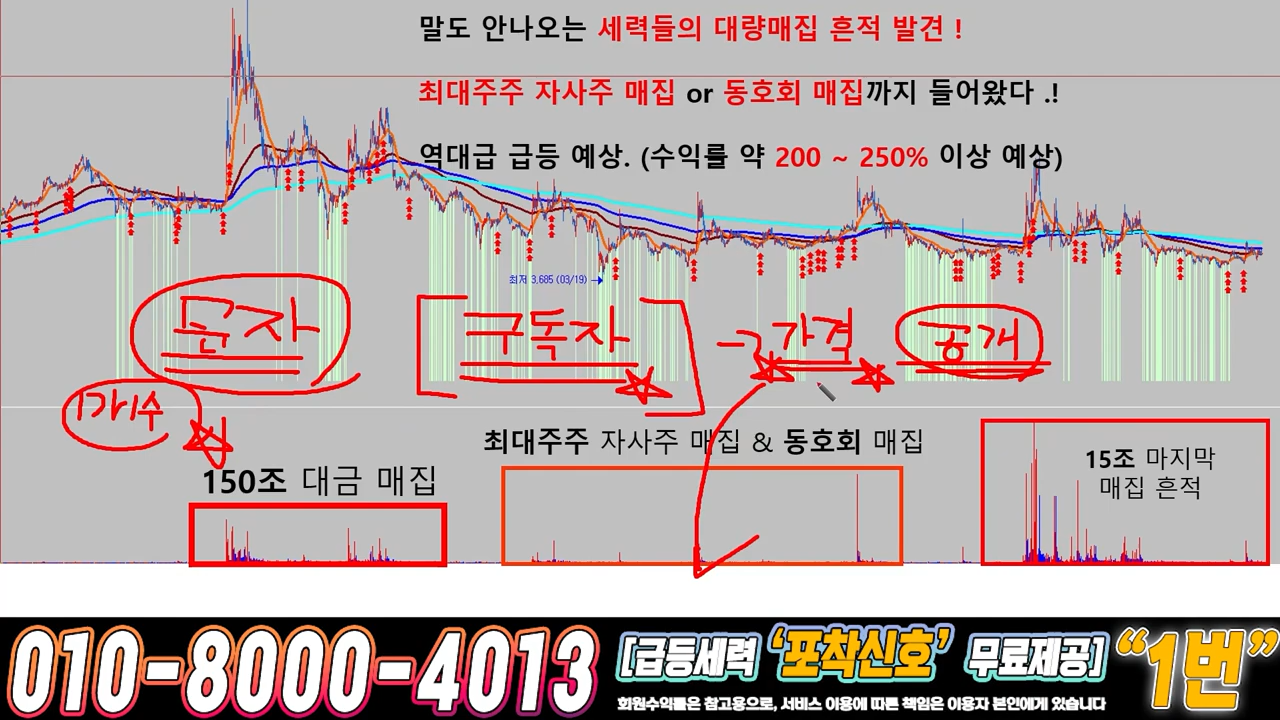 말도 안나오는 세력들의 대량매집 흔적 발견 !
최대주주 자사주 매집 or 동호회 매집까지 들어왔다 .!
역대급 급등 예상. (수익률 약 200 ~ 250% 이상 예상)
최저 3,685 (03/19)
문자
구독자
가격 공개
최대주주 자사주 매집 & 동호회 매집
150조 대금 매집
15조 마지막
매집 흔적
010-8000-4013
[급등세력 '포착신호' 무료제공] "1번"
회원수익률은 참고용으로, 서비스 이용에 따른 책임은 이용자 본인에게 있습니다